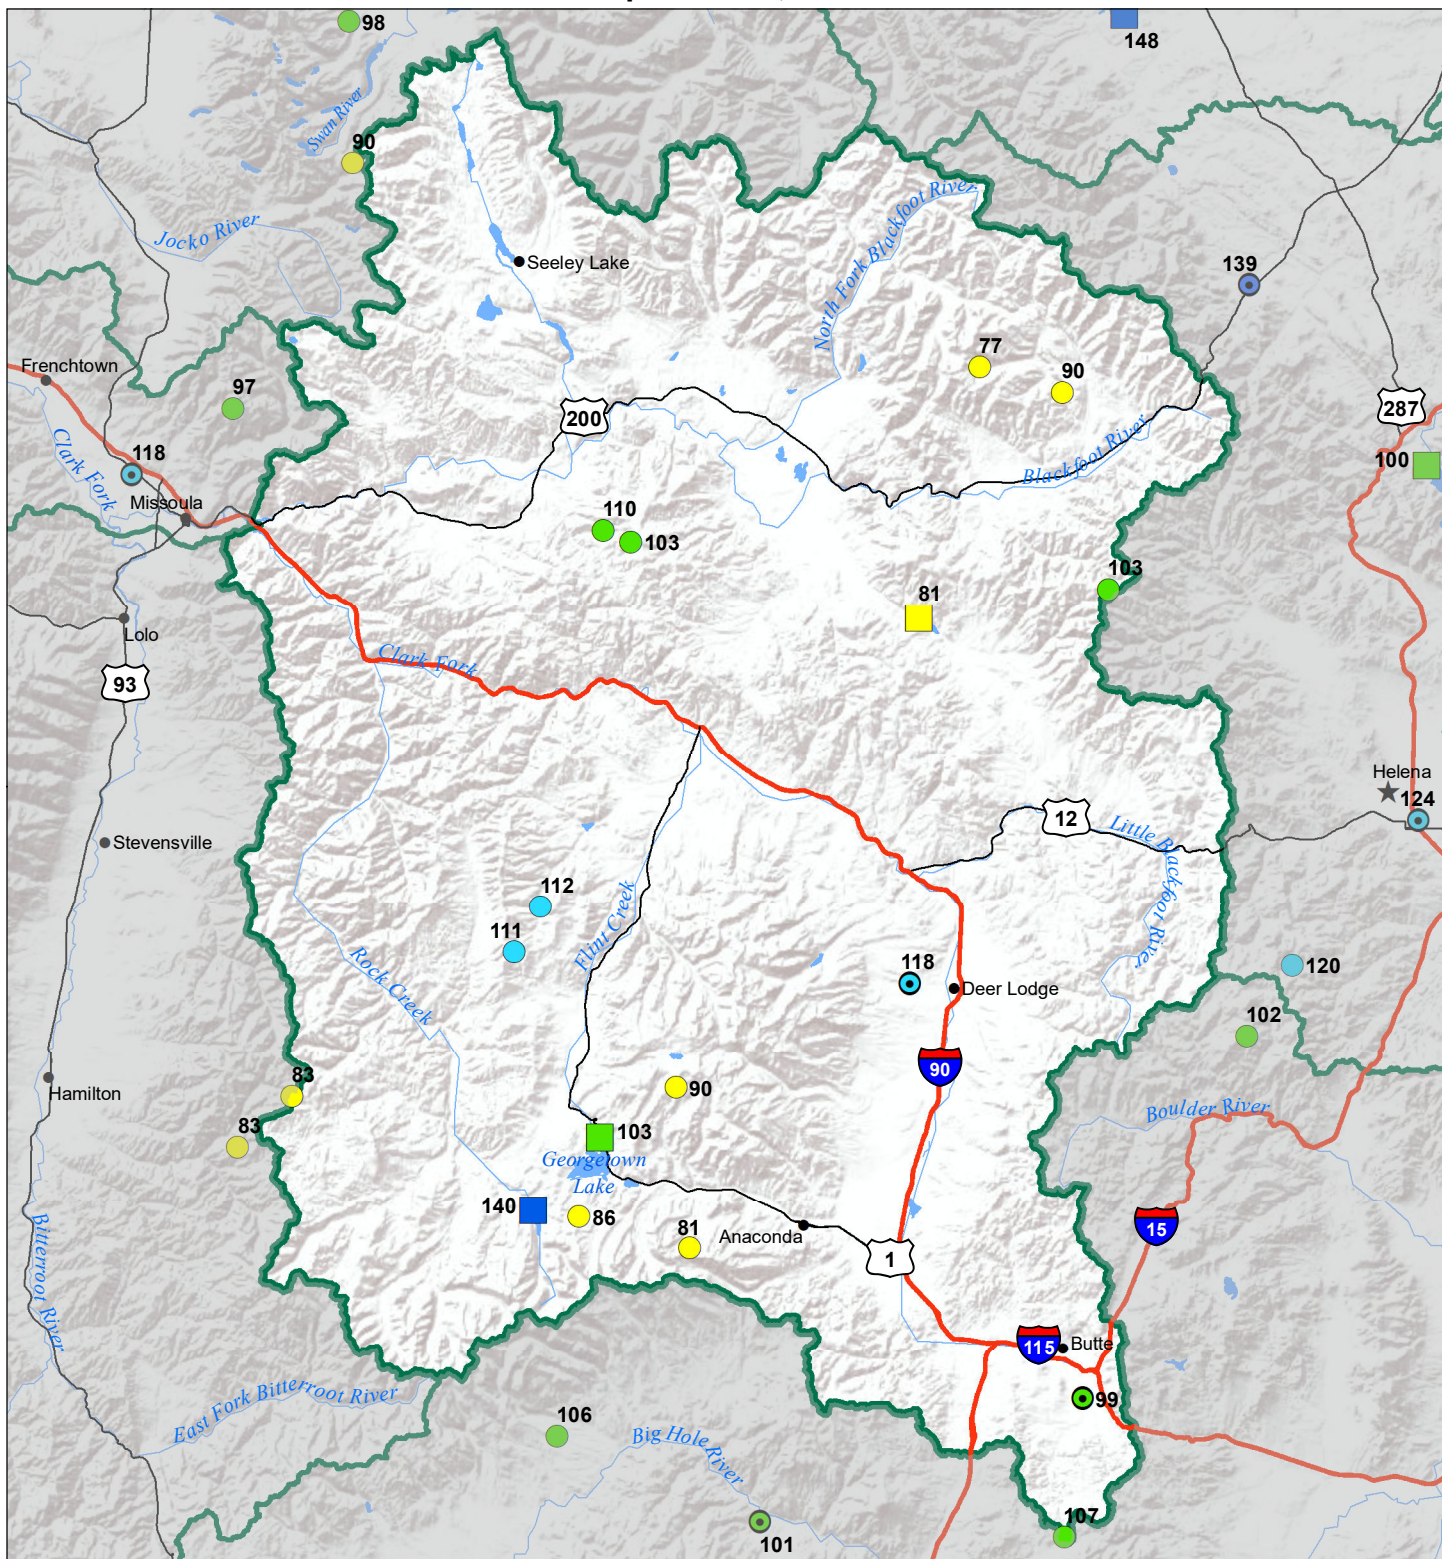 98
148
Swan River
90
Jocko River
Seeley Lake
North Fork Blackfoot River
139
Frenchtown
77
90
97
200
287
Clark Fork
118
Blackfoot River
100
Missoula
110
103
103
81
Lolo
Clark Fork
93
Helena
124
12
Little Blackfoot River
Stevensville
112
Flint Creek
111
Rock Creek
118
120
Deer Lodge
102
90
83
90
Hamilton
Boulder River
83
103
Georgetown
Lake
140
86
15
81
Anaconda
Bitterroot River
1
115
Butte
East Fork Bitterroot River
99
106
Big Hole River
107
101